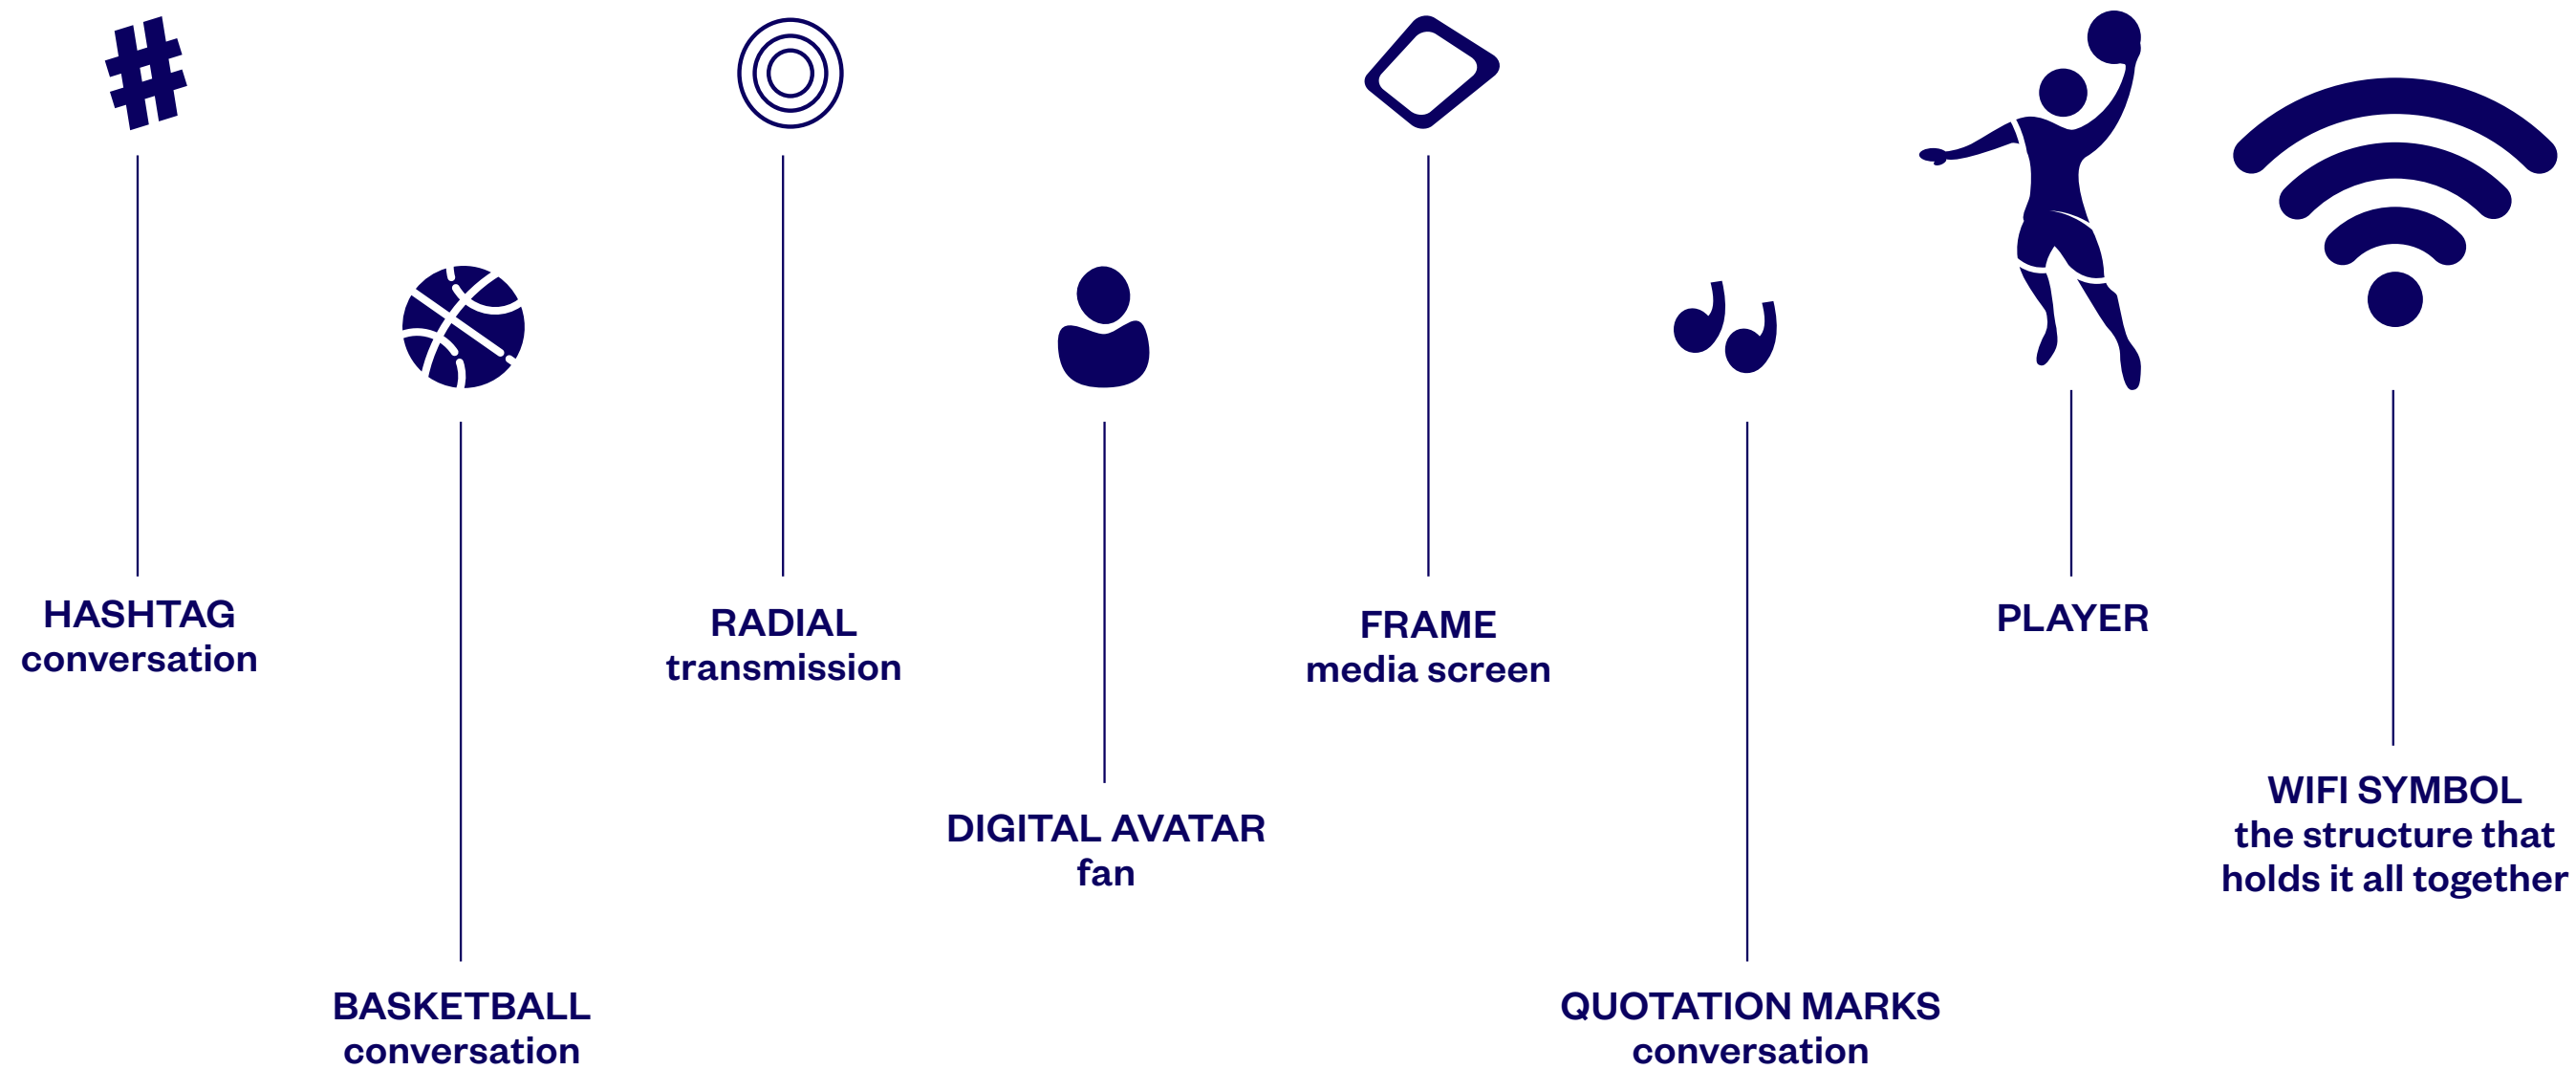 HASHTAG
conversation
BASKETBALL
conversation
RADIAL
transmission
DIGITAL AVATAR
fan
FRAME
media screen
QUOTATION MARKS
conversation
PLAYER
WIFI SYMBOL
the structure that
holds it all together